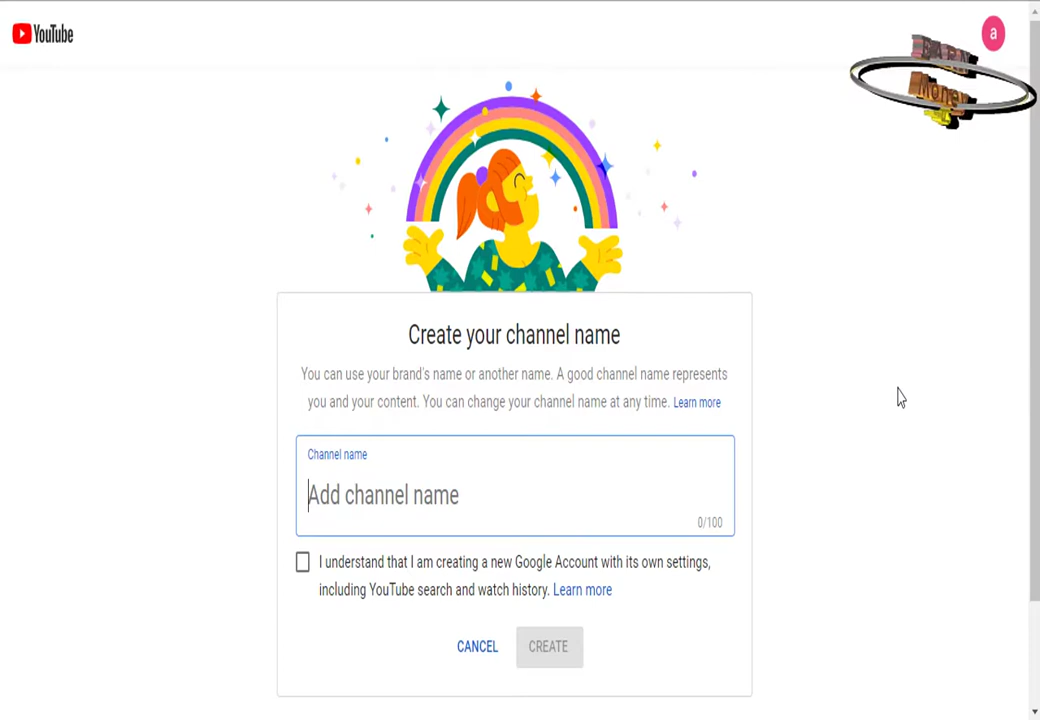 YouTube
a
EARN
Money
Create your channel name
You can use your brand's name or another name. A good channel name represents
you and your content. You can change your channel name at any time. Learn more
Channel name
Add channel name
0/100
I understand that I am creating a new Google Account with its own settings,
including YouTube search and watch history. Learn more
CANCEL
CREATE